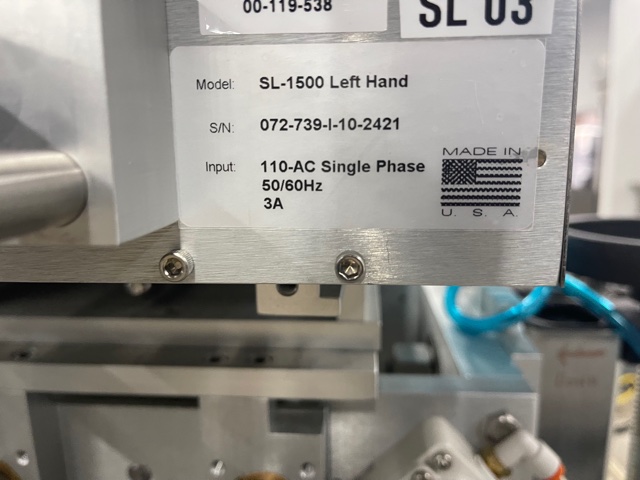 00-119-538
SL 03
Model: SL-1500 Left Hand
S/N: 072-739-I-10-2421
Input: 110-AC Single Phase
50/60Hz
3A
MADE IN
U. S. A.